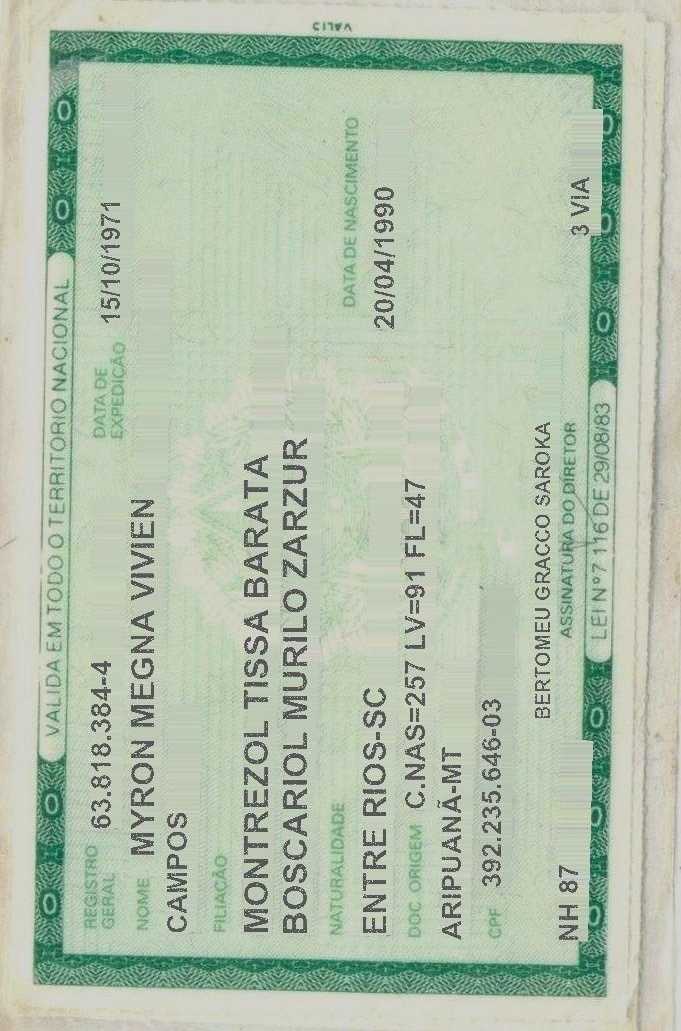 VALID
VALIDA EM TODO O TERRITORIO NACIONAL
REGISTRO GERAL 63.818.384-4 DATA DE EXPEDIÇÃO 15/10/1971
NOME MYRON MEGNA VIVIEN
CAMPOS
FILIAÇÃO
MONTREZOL TISSA BARATA
BOSCARIOL MURILO ZARZUR
NATURALIDADE DATA DE NASCIMENTO
ENTRE RIOS-SC 20/04/1990
DOC. ORIGEM C.NAS=257 LV=91 FL=47
ARIPUANÃ-MT
CPF 392.235.646-03
BERTOMEU GRACCO SAROKA
NH 87 ASSINATURA DO DIRETOR 3 VIA
LEI Nº 7.116 DE 29/08/83